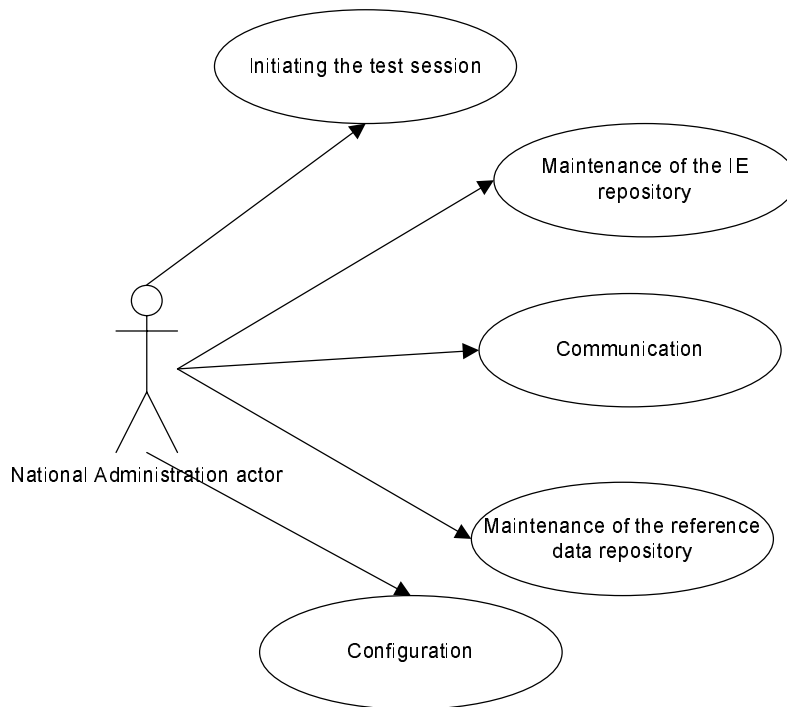 Initiating the test session
Maintenance of the IE
repository
Communication
National Administration actor
Maintenance of the reference
data repository
Configuration